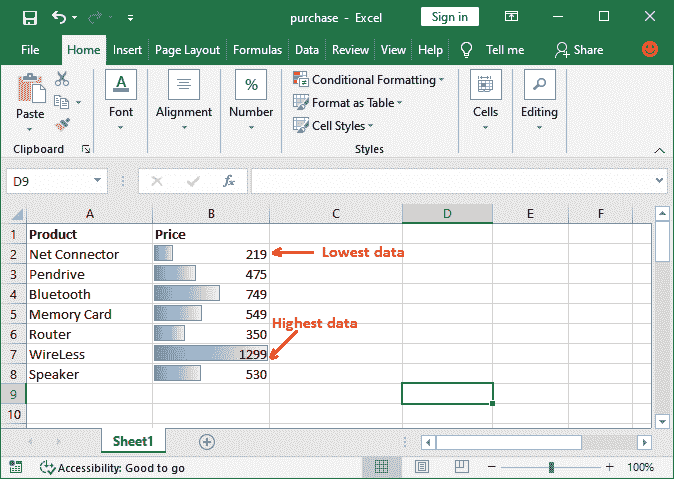 purchase - Excel
Sign in
File Home Insert Page Layout Formulas Data Review View Help Tell me Share
Paste
Clipboard
Font
Alignment
%
Number
Conditional Formatting
Format as Table
Cell Styles
Styles
Cells
Editing
D9 fx
A B C D E F
1 Product Price
2 Net Connector 219 Lowest data
3 Pendrive 475
4 Bluetooth 749
5 Memory Card 549
6 Router 350 Highest data
7 WireLess 1299
8 Speaker 530
9
10
Sheet1
Accessibility: Good to go 100%